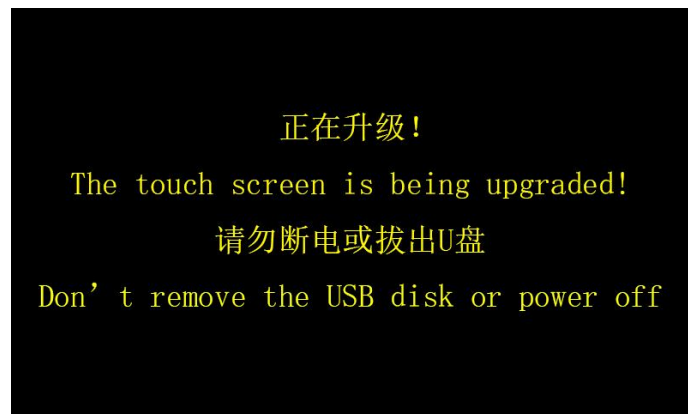 正在升级!
The touch screen is being upgraded!
请勿断电或拔出U盘
Don’t remove the USB disk or power off